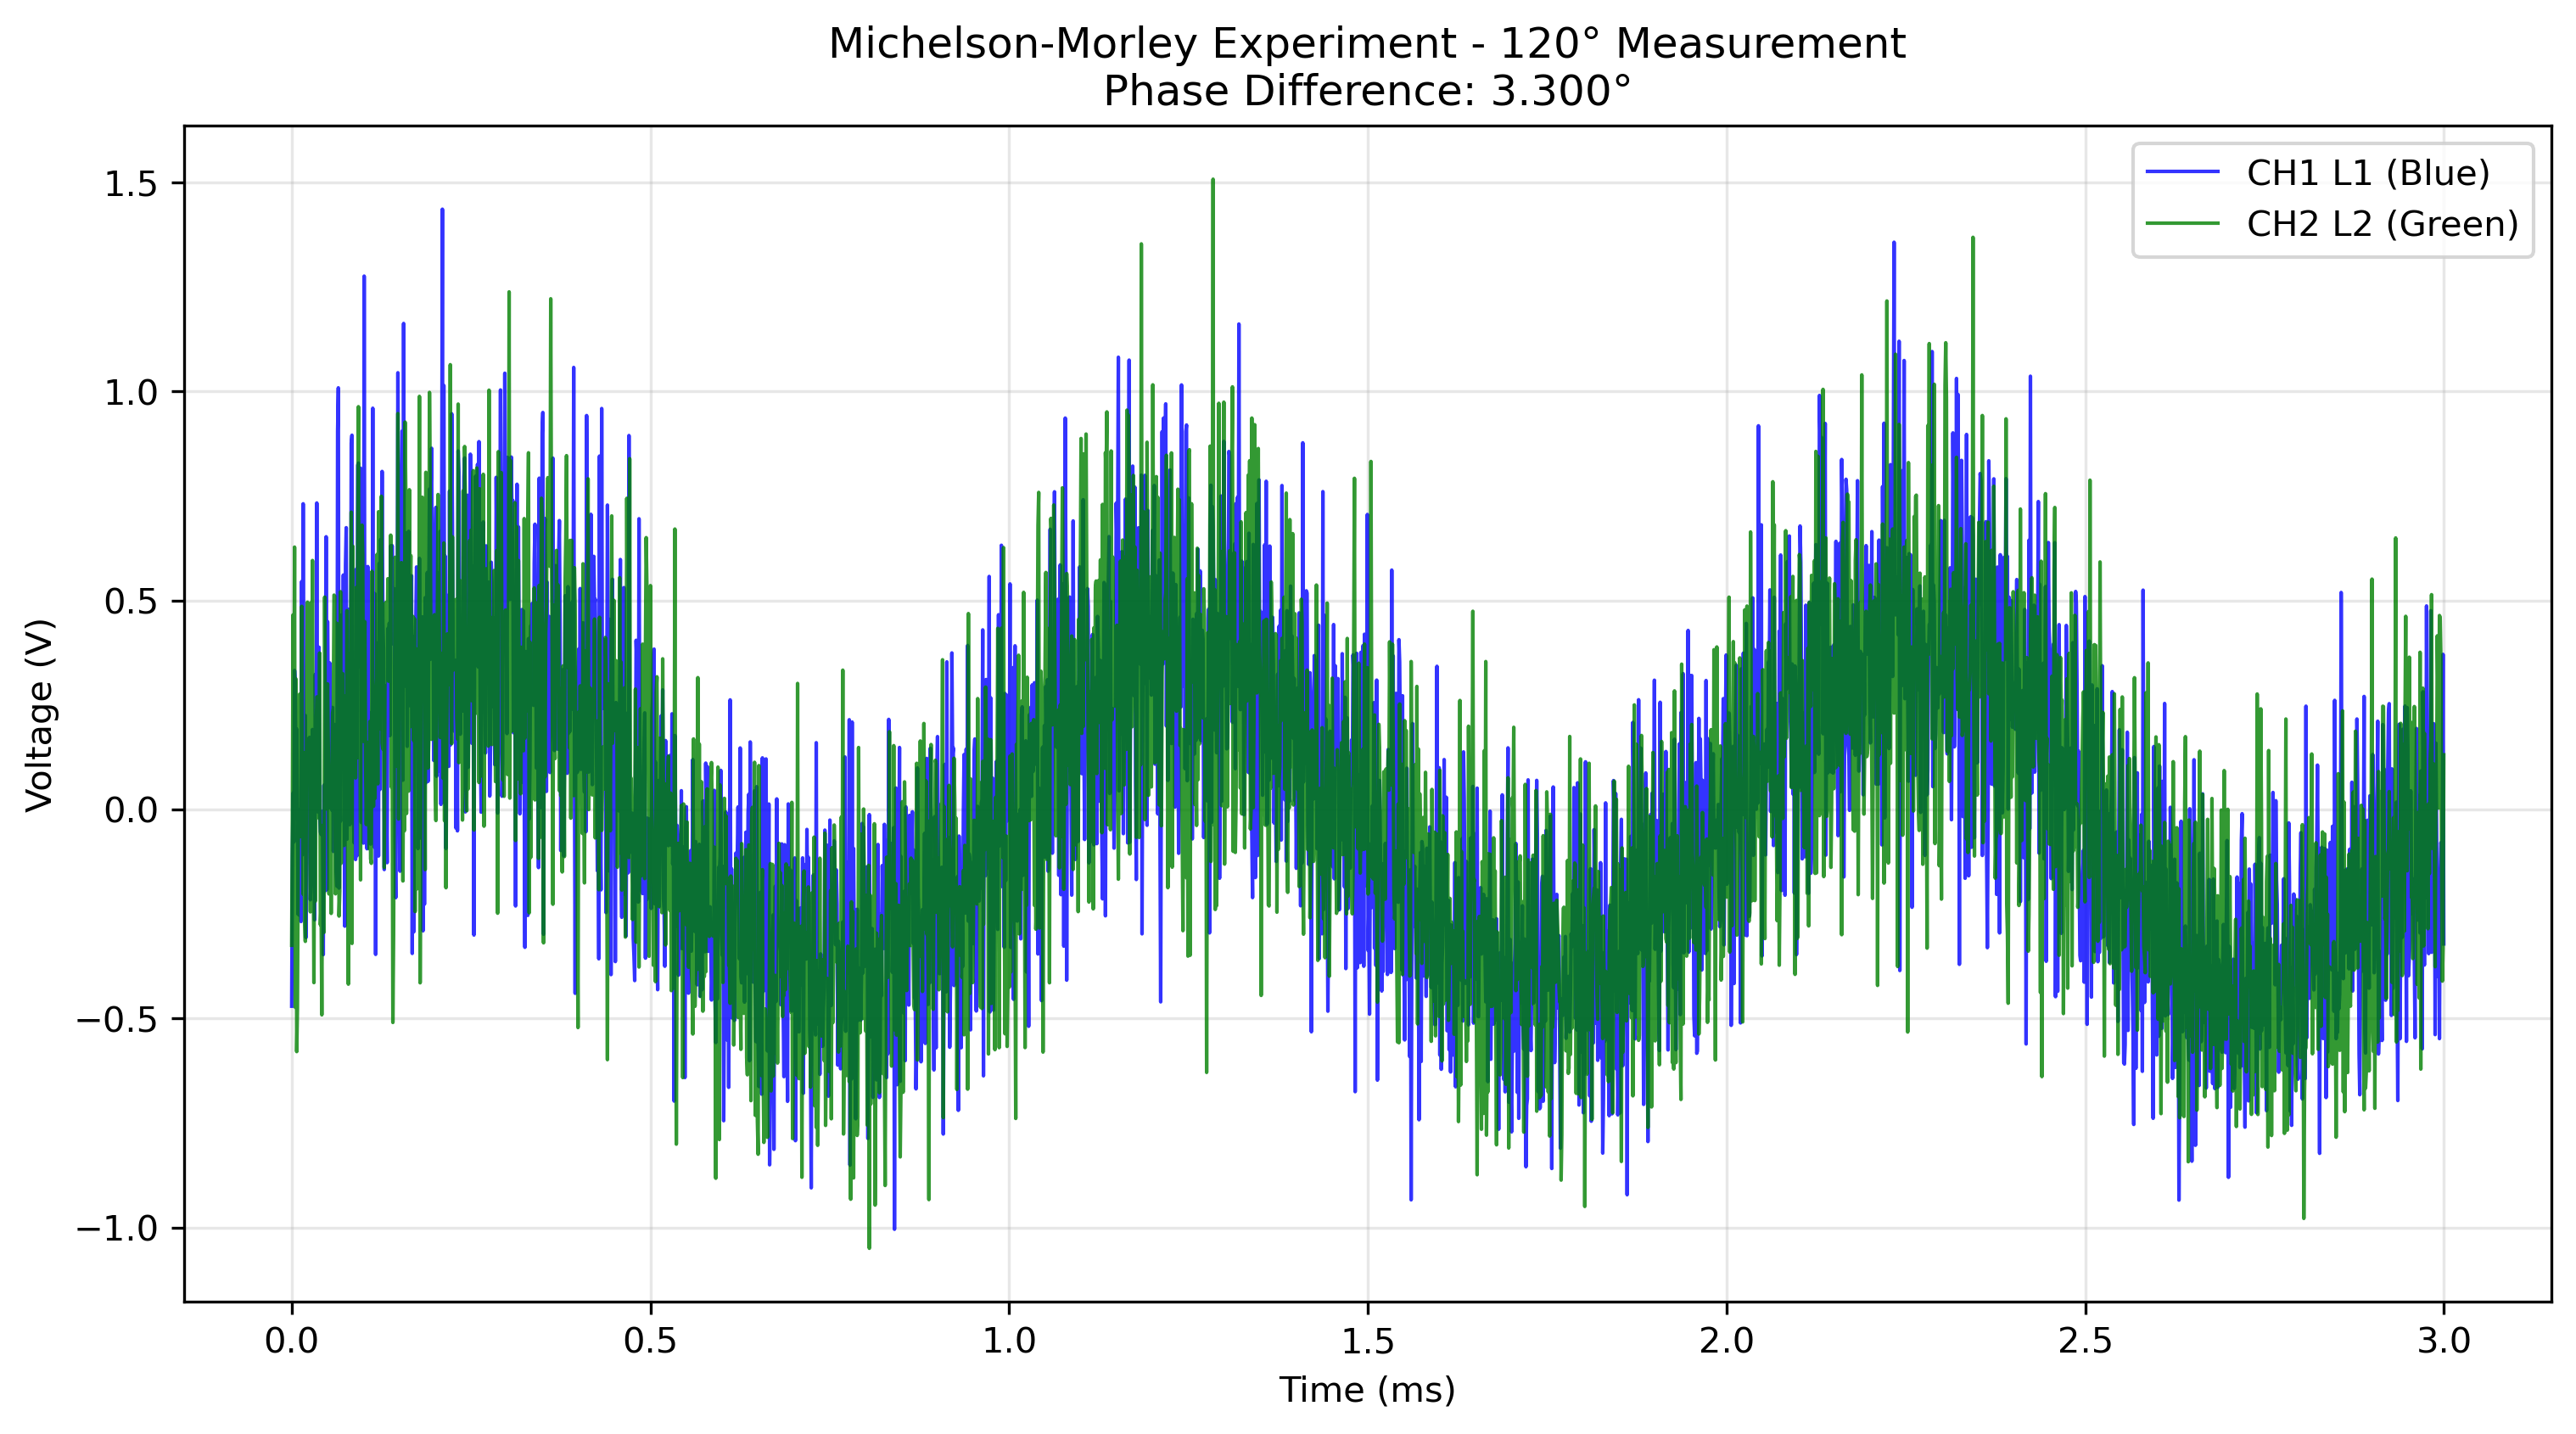 Michelson-Morley Experiment - 120° Measurement
Phase Difference: 3.300°
CH1 L1 (Blue)
CH2 L2 (Green)
Voltage (V)
1.5
1.0
0.5
0.0
−0.5
−1.0
0.0 0.5 1.0 1.5 2.0 2.5 3.0
Time (ms)